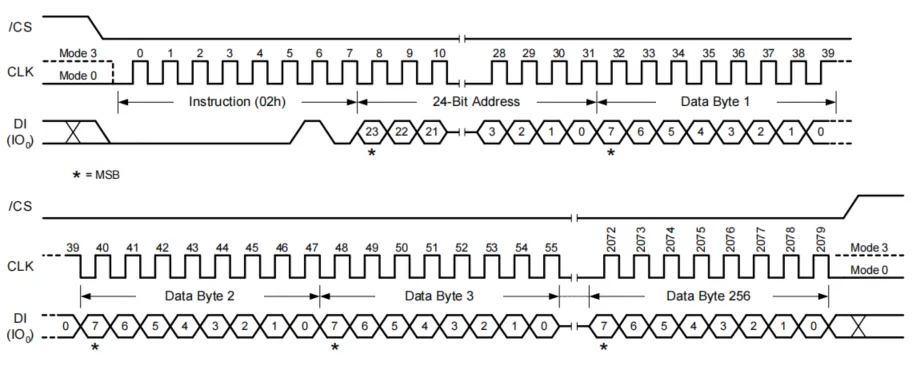 /CS
Mode 3 0 1 2 3 4 5 6 7 8 9 10 28 29 30 31 32 33 34 35 36 37 38 39
CLK Mode 0
Instruction (02h) 24-Bit Address Data Byte 1
DI
(IO₀) 23 22 21 3 2 1 0 7 6 5 4 3 2 1 0
* *
* = MSB
/CS
39 40 41 42 43 44 45 46 47 48 49 50 51 52 53 54 55 2072 2073 2074 2075 2076 2077 2078 2079 Mode 3
CLK Mode 0
Data Byte 2 Data Byte 3 Data Byte 256
DI
(IO₀) 0 7 6 5 4 3 2 1 0 7 6 5 4 3 2 1 0 7 6 5 4 3 2 1 0
* * *